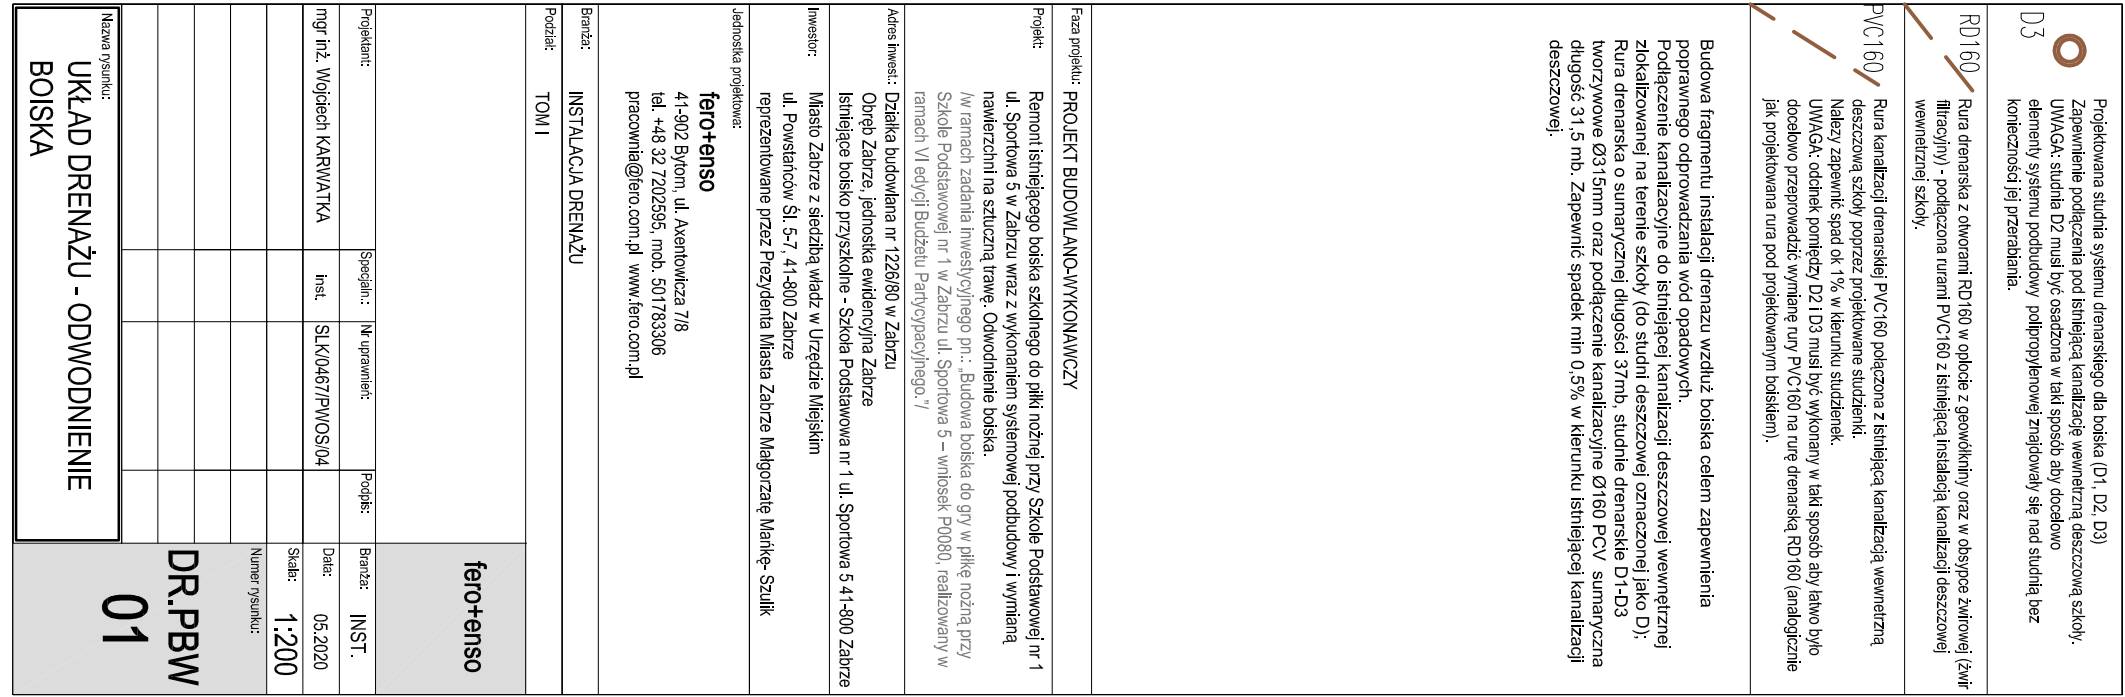 D3
Projektowana studnia systemu drenarskiego dla boiska (D1, D2, D3)
Zapewnienie podłączenia pod istniejącą kanalizację wewnetrzną deszczową szkoły.
UWAGA: studnia D2 musi być osadzona w taki sposób aby docelowo
elementy systemu podbudowy polipropylenowej znajdowały się nad studnią bez
konieczności jej przerabiania.
RD160
Rura drenarska z otworami RD160 w oplocie z geowółkniny oraz w obsypce żwirowej (żwir
filtracyjny) - podłączona rurami PVC160 z istniejącą instalacją kanalizacji deszczowej
wewnetrznej szkoły.
PVC160
Rura kanalizacji drenarskiej PVC160 połączona z istniejącą kanalizacją wewnetrzną
deszczową szkoły poprzez projektowane studzienki.
Należy zapewnić spad ok 1% w kierunku studzienek.
UWAGA: odcinek pomiędzy D2 i D3 musi być wykonany w taki sposób aby łatwo było
docelowo przeprowadzić wymianę rury PVC160 na rurę drenarską RD160 (analogicznie
jak projektowana rura pod projektowanym boiskiem).
Budowa fragmentu instalacji drenazu wzdłuż boiska celem zapewnienia
poprawnego odprowadzania wód opadowych.
Podłączenie kanalizacyjne do istniejącej kanalizacji deszczowej wewnętrznej
zlokalizowanej na terenie szkoły (do studni deszczowej oznaczonej jako D);
Rura drenarska o sumarycznej długości 37mb, studnie drenarskie D1-D3
tworzywowe Ø315mm oraz podłączenie kanalizacyjne Ø160 PCV sumaryczna
długość 31,5 mb. Zapewnić spadek min 0,5% w kierunku istniejącej kanalizacji
deszczowej.
Faza projektu: PROJEKT BUDOWLANO-WYKONAWCZY
Projekt: Remont istniejącego boiska szkolnego do piłki nożnej przy Szkole Podstawowej nr 1
ul. Sportowa 5 w Zabrzu wraz z wykonaniem systemowej podbudowy i wymianą
nawierzchni na sztuczną trawę. Odwodnienie boiska.
/w ramach zadania inwestycyjnego pn.: „Budowa boiska do gry w piłkę nożną przy
Szkole Podstawowej nr 1 w Zabrzu ul. Sportowa 5 – wniosek P0080, realizowany w
ramach VI edycji Budżetu Partycypacyjnego."/
Adres inwest.: Działka budowlana nr 1226/80 w Zabrzu
Obręb Zabrze, jednostka ewidencyjna Zabrze
Istniejące boisko przyszkolne - Szkoła Podstawowa nr 1 ul. Sportowa 5 41-800 Zabrze
Inwestor: Miasto Zabrze z siedzibą władz w Urzędzie Miejskim
ul. Powstańców Śl. 5-7, 41-800 Zabrze
reprezentowane przez Prezydenta Miasta Zabrze Małgorzatę Mańkę- Szulik
Jednostka projektowa:
fero+enso
41-902 Bytom, ul. Axentowicza 7/8
tel. +48 32 7202595, mob. 501783306
pracownia@fero.com.pl www.fero.com.pl
Branża: INSTALACJA DRENAŻU
Podział: TOM I
fero+enso
Projektant: Specjaln.: Nr uprawnień: Podpis:
mgr inż. Wojciech KARWATKA inst. SLK/0467/PWOS/04
Branża: INST.
Data: 05.2020
Skala: 1:200
Numer rysunku:
DR.PBW
01
Nazwa rysunku:
UKŁAD DRENAŻU - ODWODNIENIE
BOISKA